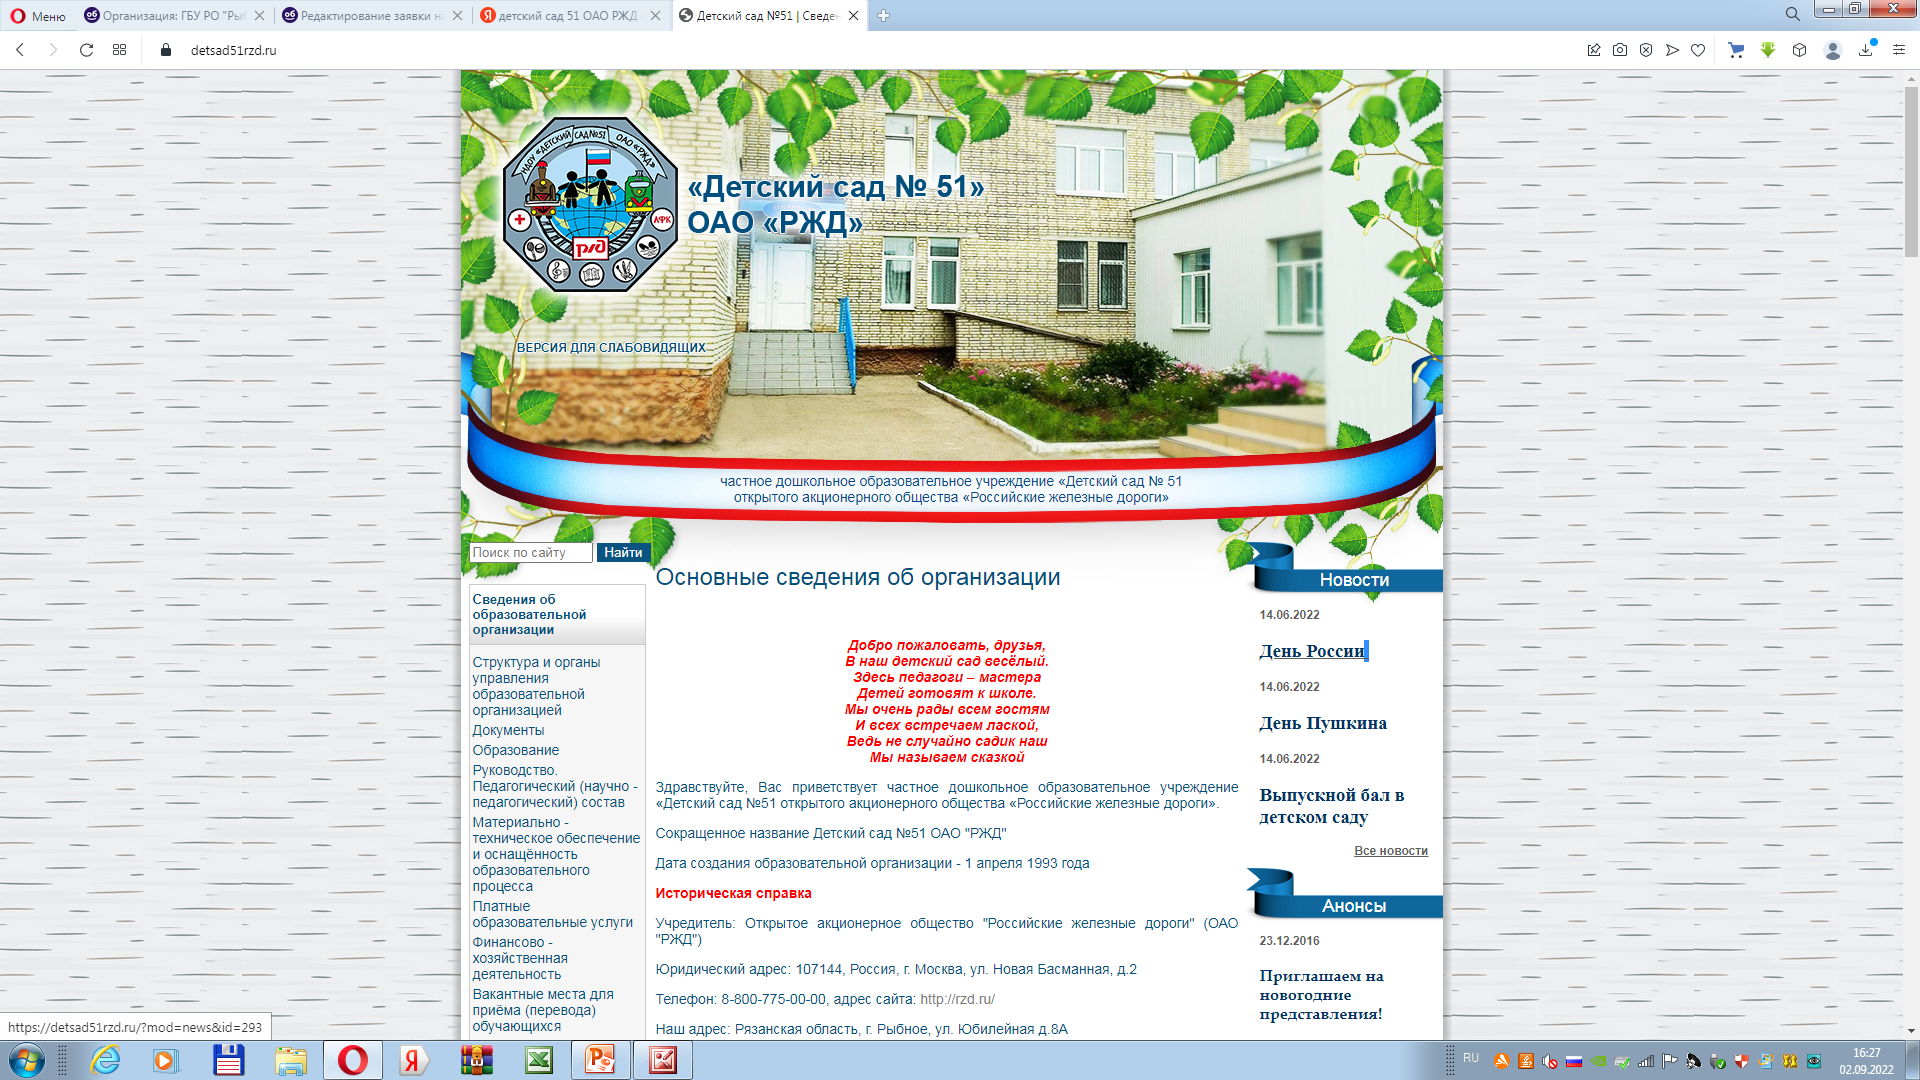 Меню
Организация: ГБУ РО "Рыб
Редактирование заявки на
детский сад 51 ОАО РЖД
Детский сад №51 | Сведен
detsad51rzd.ru
ЧДОУ «ДЕТСКИЙ САД №51 ОАО «РЖД»
АФК
РЖД
«Детский сад № 51»
ОАО «РЖД»
ВЕРСИЯ ДЛЯ СЛАБОВИДЯЩИХ
частное дошкольное образовательное учреждение «Детский сад № 51
открытого акционерного общества «Российские железные дороги»
Поиск по сайту
Найти
Сведения об
образовательной
организации
Структура и органы
управления
образовательной
организацией
Документы
Образование
Руководство.
Педагогический (научно -
педагогический) состав
Материально -
техническое обеспечение
и оснащённость
образовательного
процесса
Платные
образовательные услуги
Финансово -
хозяйственная
деятельность
Вакантные места для
приёма (перевода)
обучающихся
Основные сведения об организации
Добро пожаловать, друзья,
В наш детский сад весёлый.
Здесь педагоги – мастера
Детей готовят к школе.
Мы очень рады всем гостям
И всех встречаем лаской,
Ведь не случайно садик наш
Мы называем сказкой
Здравствуйте, Вас приветствует частное дошкольное образовательное учреждение
«Детский сад №51 открытого акционерного общества «Российские железные дороги».
Сокращенное название Детский сад №51 ОАО "РЖД"
Дата создания образовательной организации - 1 апреля 1993 года
Историческая справка
Учредитель: Открытое акционерное общество "Российские железные дороги" (ОАО
"РЖД")
Юридический адрес: 107144, Россия, г. Москва, ул. Новая Басманная, д.2
Телефон: 8-800-775-00-00, адрес сайта: http://rzd.ru/
Наш адрес: Рязанская область, г. Рыбное, ул. Юбилейная д.8А
Новости
14.06.2022
День России
14.06.2022
День Пушкина
14.06.2022
Выпускной бал в
детском саду
Все новости
Анонсы
23.12.2016
Приглашаем на
новогодние
представления!
https://detsad51rzd.ru/?mod=news&id=293
RU
16:27
02.09.2022